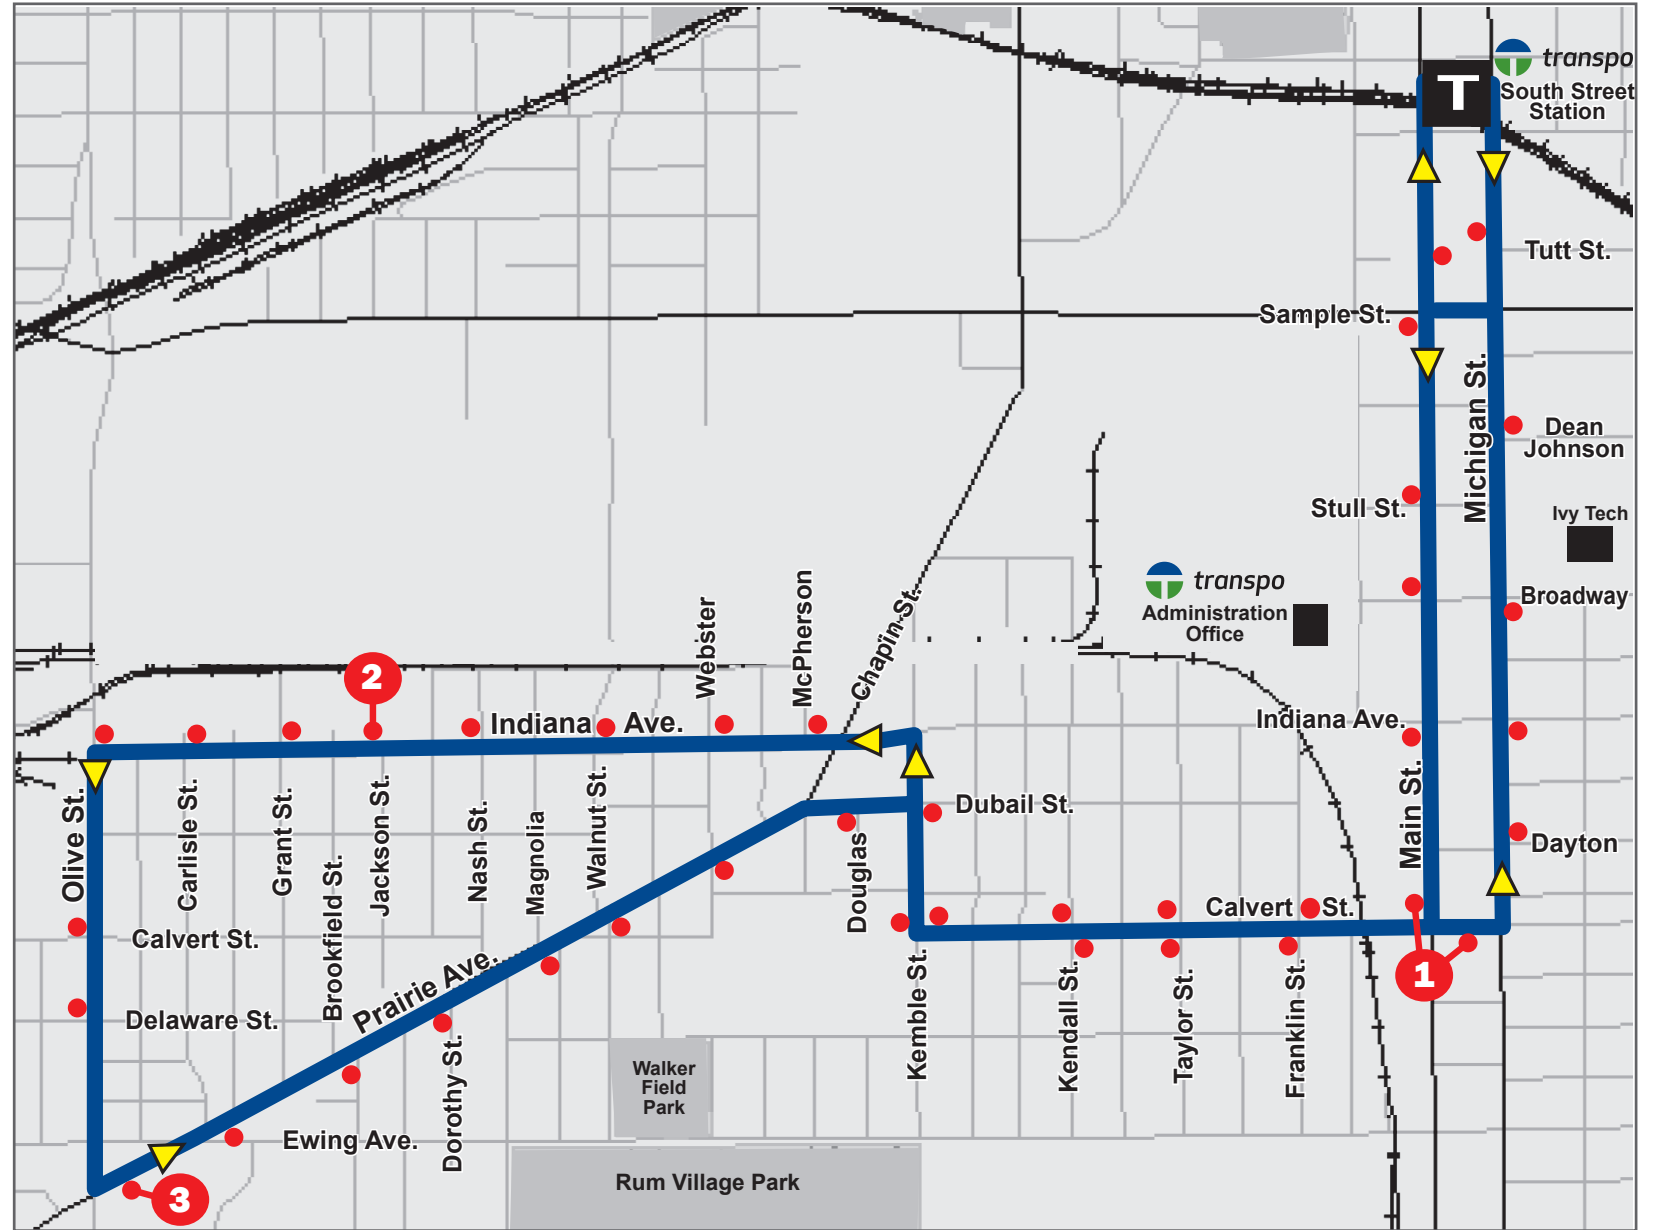 transpo
T
South Street
Station
Tutt St.
Sample St.
Michigan St.
Dean
Johnson
Stull St.
Ivy Tech
transpo
Administration
Office
Broadway
Webster
McPherson
Chapin St.
2
Indiana Ave.
Indiana Ave.
Main St.
Olive St.
Carlisle St.
Grant St.
Brookfield St.
Jackson St.
Nash St.
Magnolia
Walnut St.
Dubail St.
Douglas
Dayton
Calvert St.
Calvert St.
Prairie Ave.
Delaware St.
1
Kemble St.
Kendall St.
Taylor St.
Franklin St.
Dorothy St.
Walker
Field
Park
Ewing Ave.
Rum Village Park
3